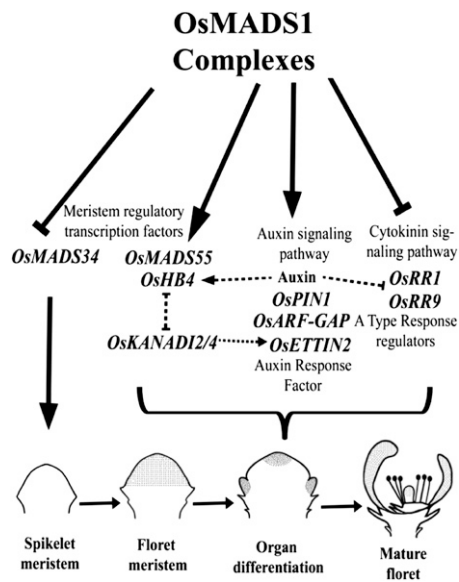 OsMADS1
Complexes
Meristem regulatory
transcription factors
OsMADS34
OsMADS55
OsHB4
OsKANADI2/4
Auxin signaling
pathway
Auxin
OsPIN1
OsARF-GAP
OsETTIN2
Auxin Response
Factor
Cytokinin sig-
naling pathway
OsRR1
OsRR9
A Type Response
regulators
Spikelet
meristem
Floret
meristem
Organ
differentiation
Mature
floret